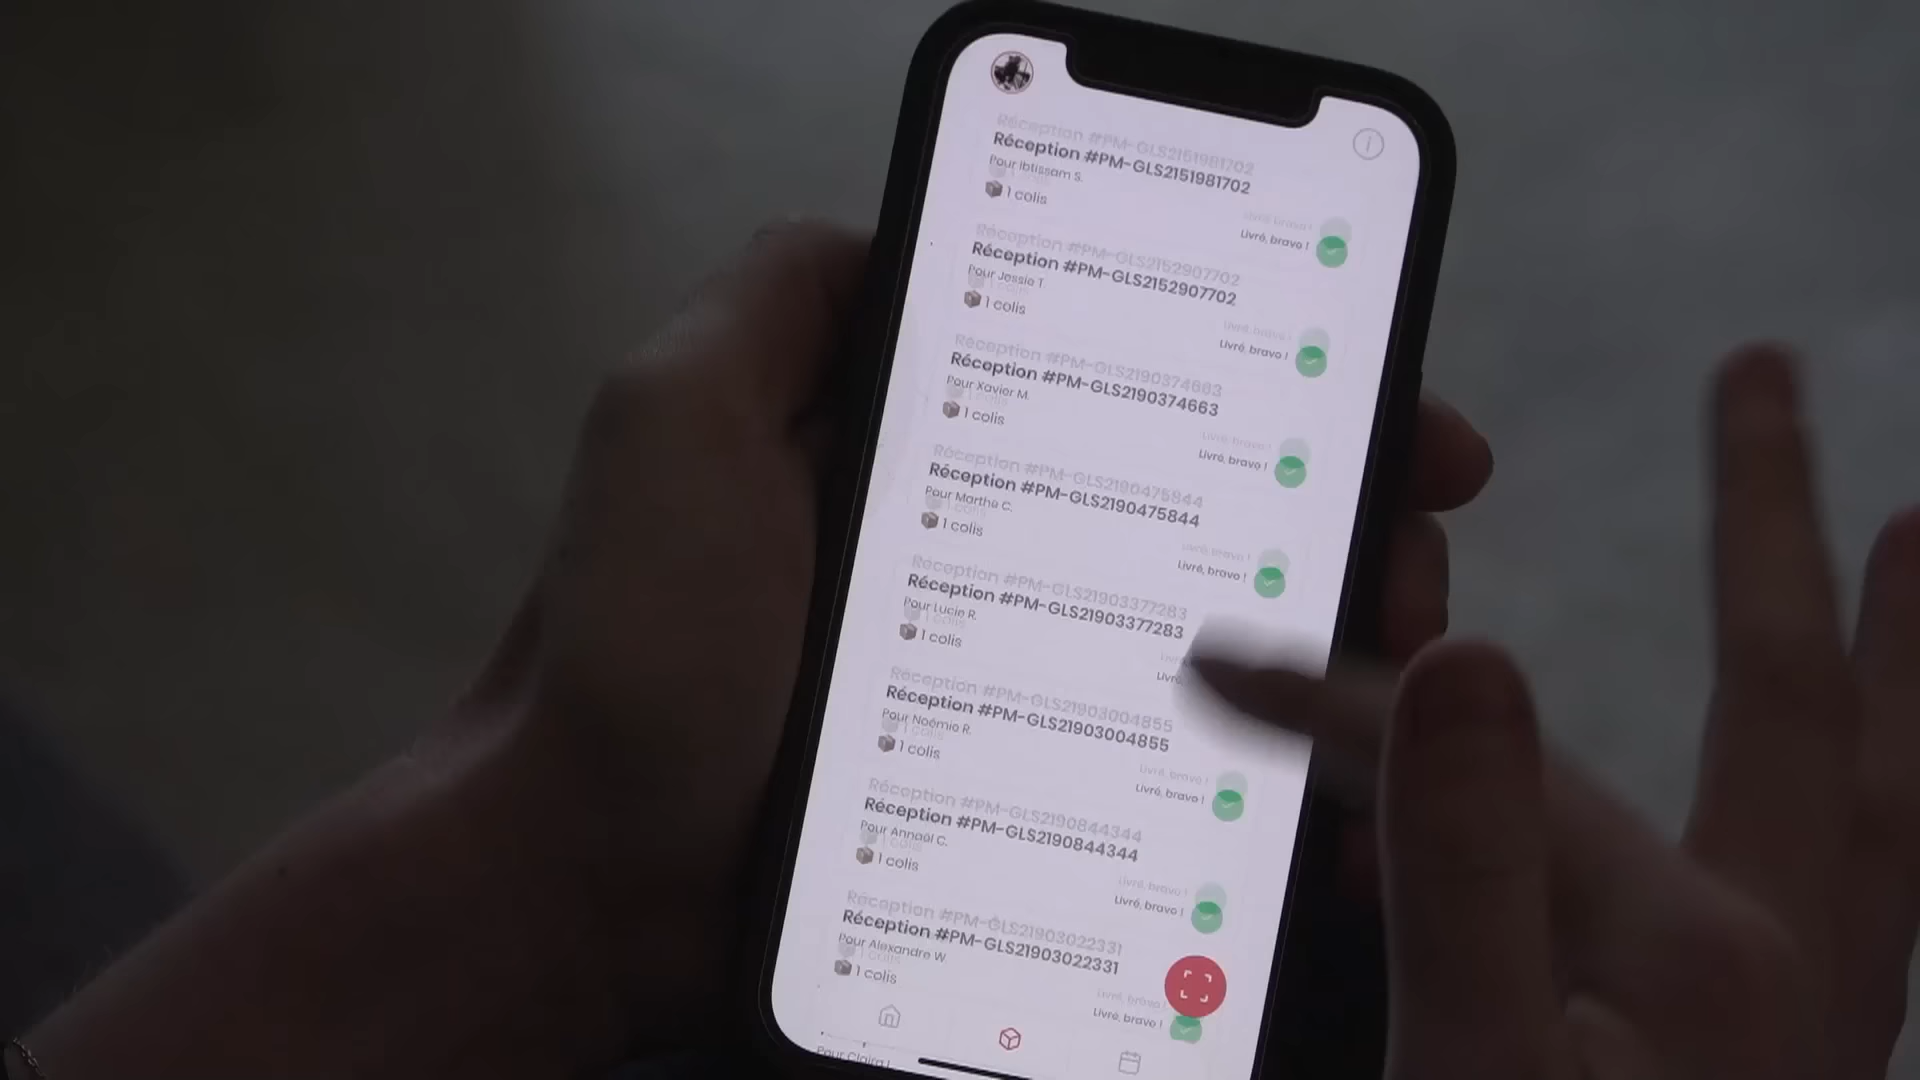 Réception #PM-GLS2151981702
Pour Ibtissam S.
1 colis
Livré, bravo !
Réception #PM-GLS2152907702
Pour Jessie T.
1 colis
Livré, bravo !
Réception #PM-GLS2190374663
Pour Xavier M.
1 colis
Livré, bravo !
Réception #PM-GLS2190475844
Pour Marthe C.
1 colis
Livré, bravo !
Réception #PM-GLS21903377283
Pour Lucie R.
1 colis
Livré
Réception #PM-GLS21903004855
Pour Noémie R.
1 colis
Livré, bravo !
Réception #PM-GLS2190844344
Pour Annaël C.
1 colis
Livré, bravo !
Réception #PM-GLS21903022331
Pour Alexandre W.
1 colis
Livré, bravo !
Pour Claire L.